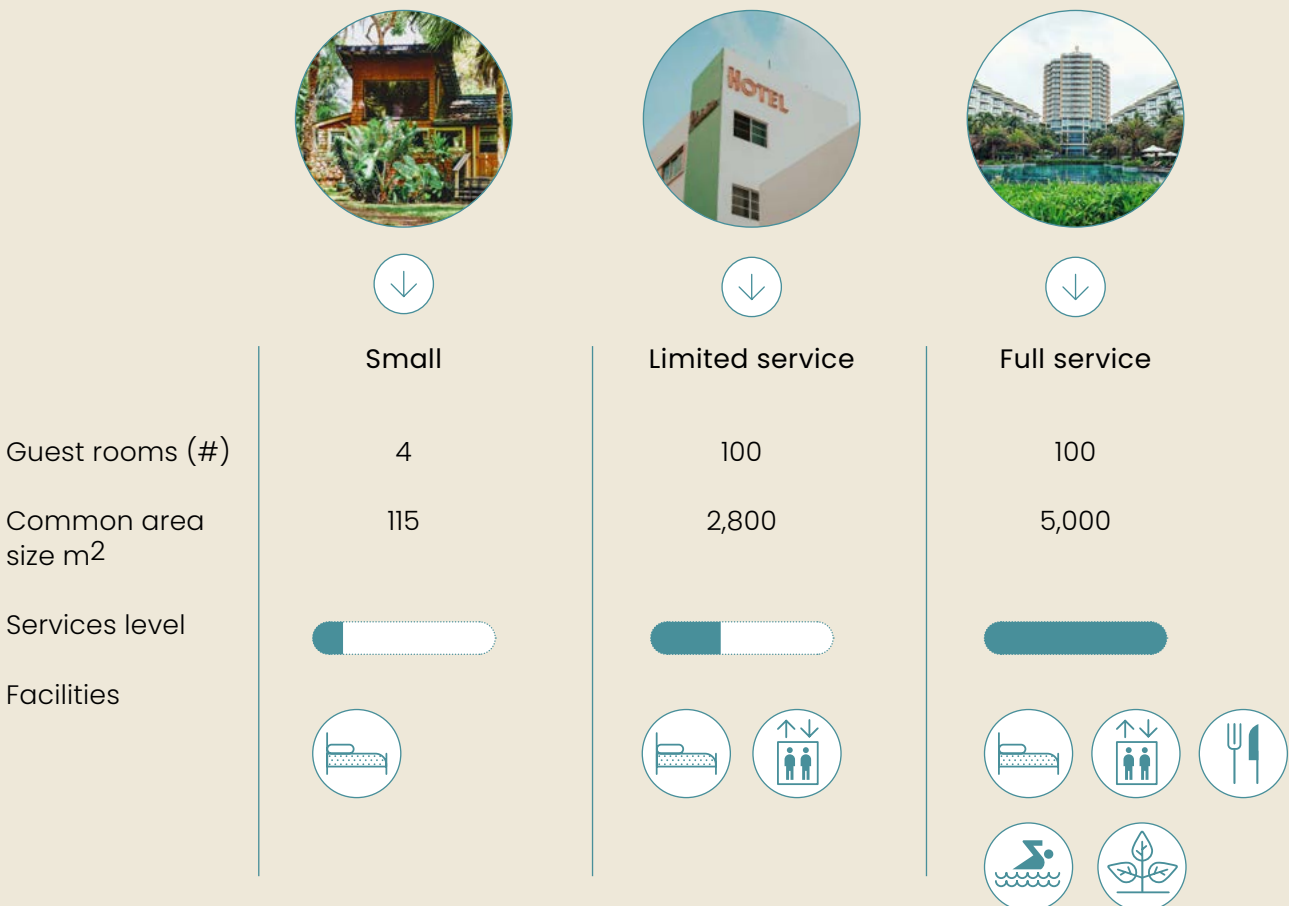 HOTEL
Small
Limited service
Full service
Guest rooms (#)
4
100
100
Common area
size m2
115
2,800
5,000
Services level
Facilities